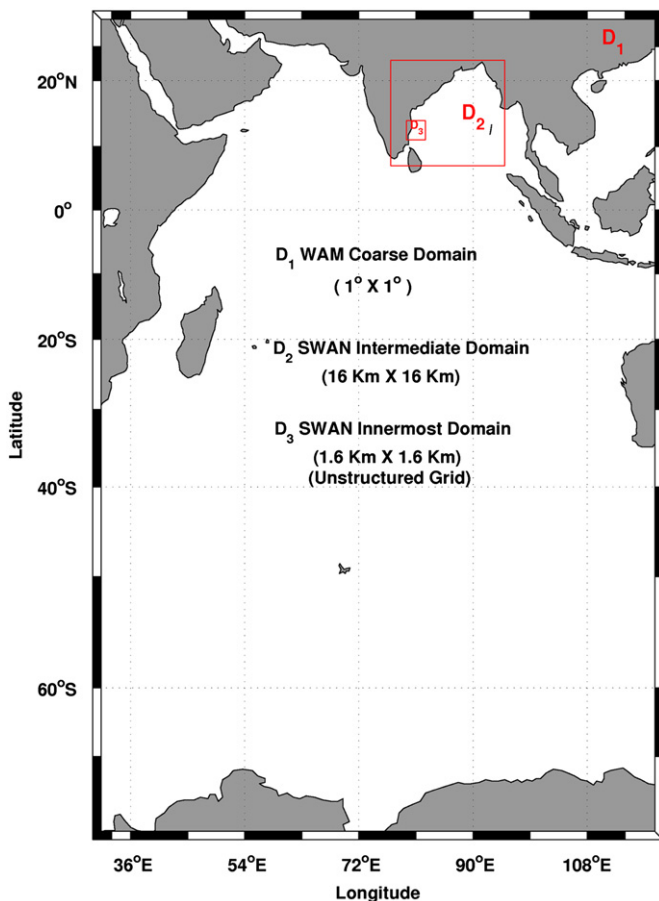 D1
20°N
D2
D3
0°
D1 WAM Coarse Domain
( 1° X 1° )
20°S
D2 SWAN Intermediate Domain
(16 Km X 16 Km)
D3 SWAN Innermost Domain
(1.6 Km X 1.6 Km)
(Unstructured Grid)
Latitude
40°S
60°S
36°E 54°E 72°E 90°E 108°E
Longitude